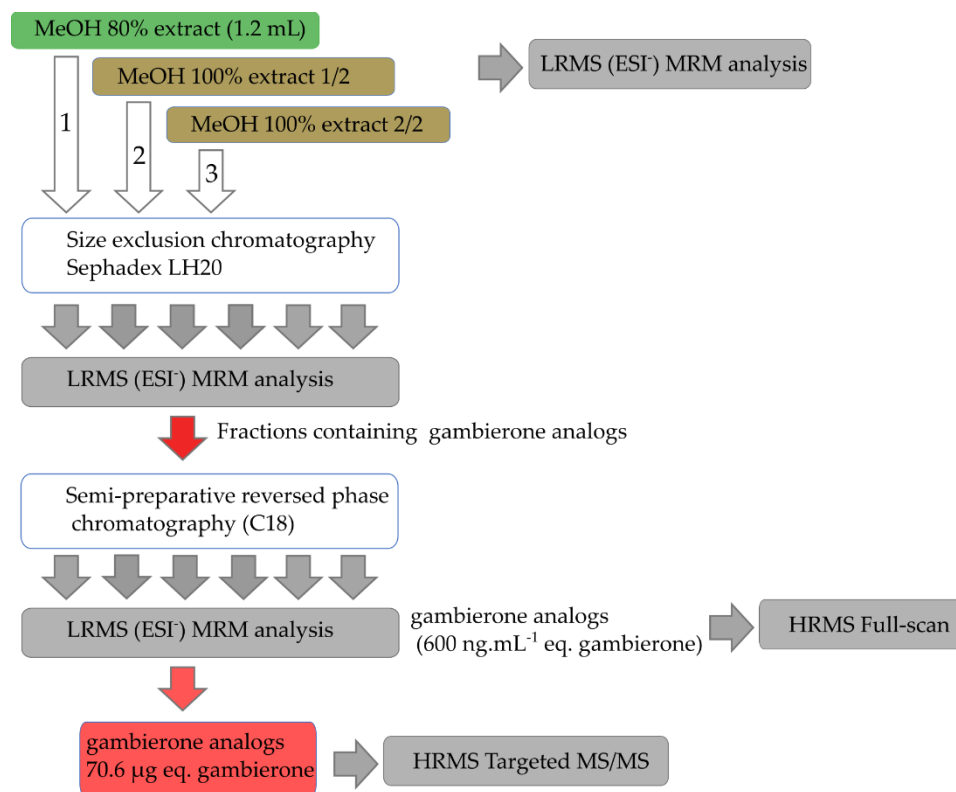 MeOH 80% extract (1.2 mL)
MeOH 100% extract 1/2
LRMS (ESI⁻) MRM analysis
MeOH 100% extract 2/2
1
2
3
Size exclusion chromatography
Sephadex LH20
LRMS (ESI⁻) MRM analysis
Fractions containing gambierone analogs
Semi-preparative reversed phase
chromatography (C18)
LRMS (ESI⁻) MRM analysis
gambierone analogs
(600 ng.mL⁻¹ eq. gambierone)
HRMS Full-scan
gambierone analogs
70.6 µg eq. gambierone
HRMS Targeted MS/MS